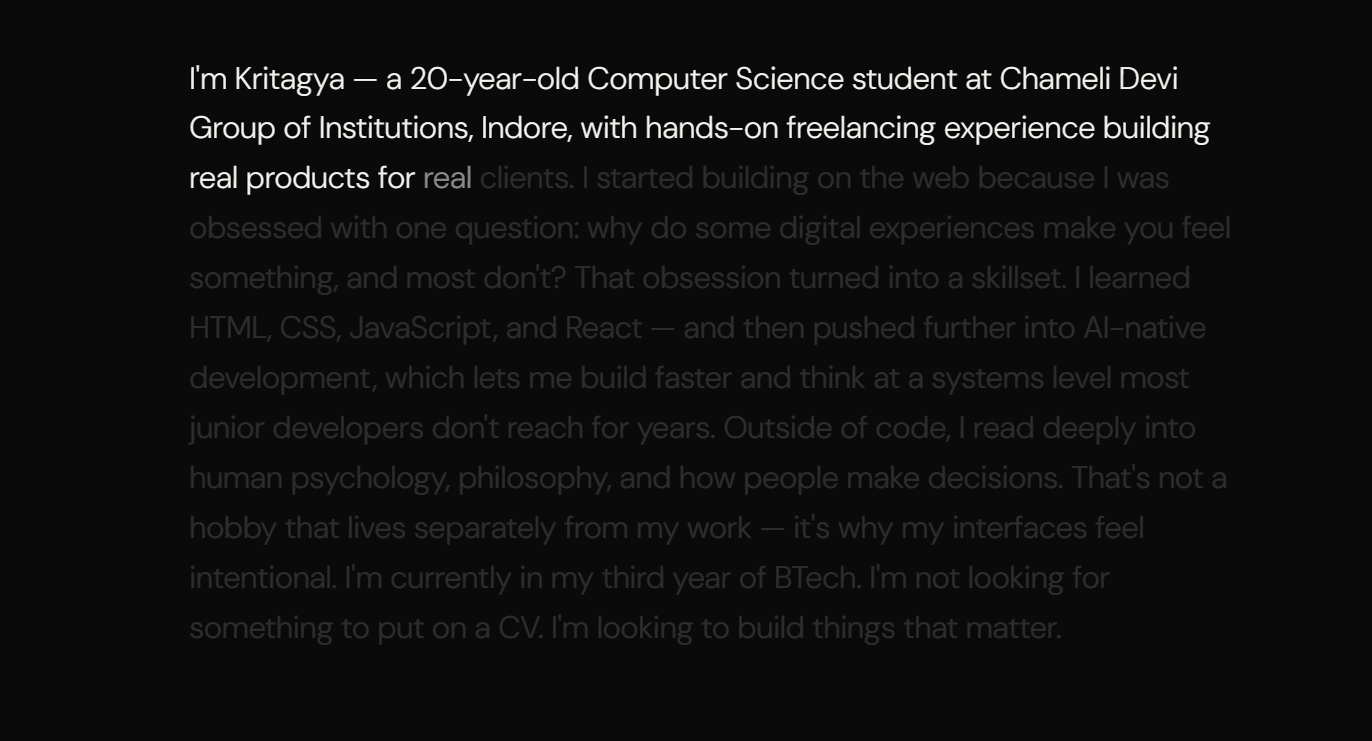 I'm Kritagya — a 20-year-old Computer Science student at Chameli Devi
Group of Institutions, Indore, with hands-on freelancing experience building
real products for real clients. I started building on the web because I was
obsessed with one question: why do some digital experiences make you feel
something, and most don't? That obsession turned into a skillset. I learned
HTML, CSS, JavaScript, and React — and then pushed further into AI-native
development, which lets me build faster and think at a systems level most
junior developers don't reach for years. Outside of code, I read deeply into
human psychology, philosophy, and how people make decisions. That's not a
hobby that lives separately from my work — it's why my interfaces feel
intentional. I'm currently in my third year of BTech. I'm not looking for
something to put on a CV. I'm looking to build things that matter.